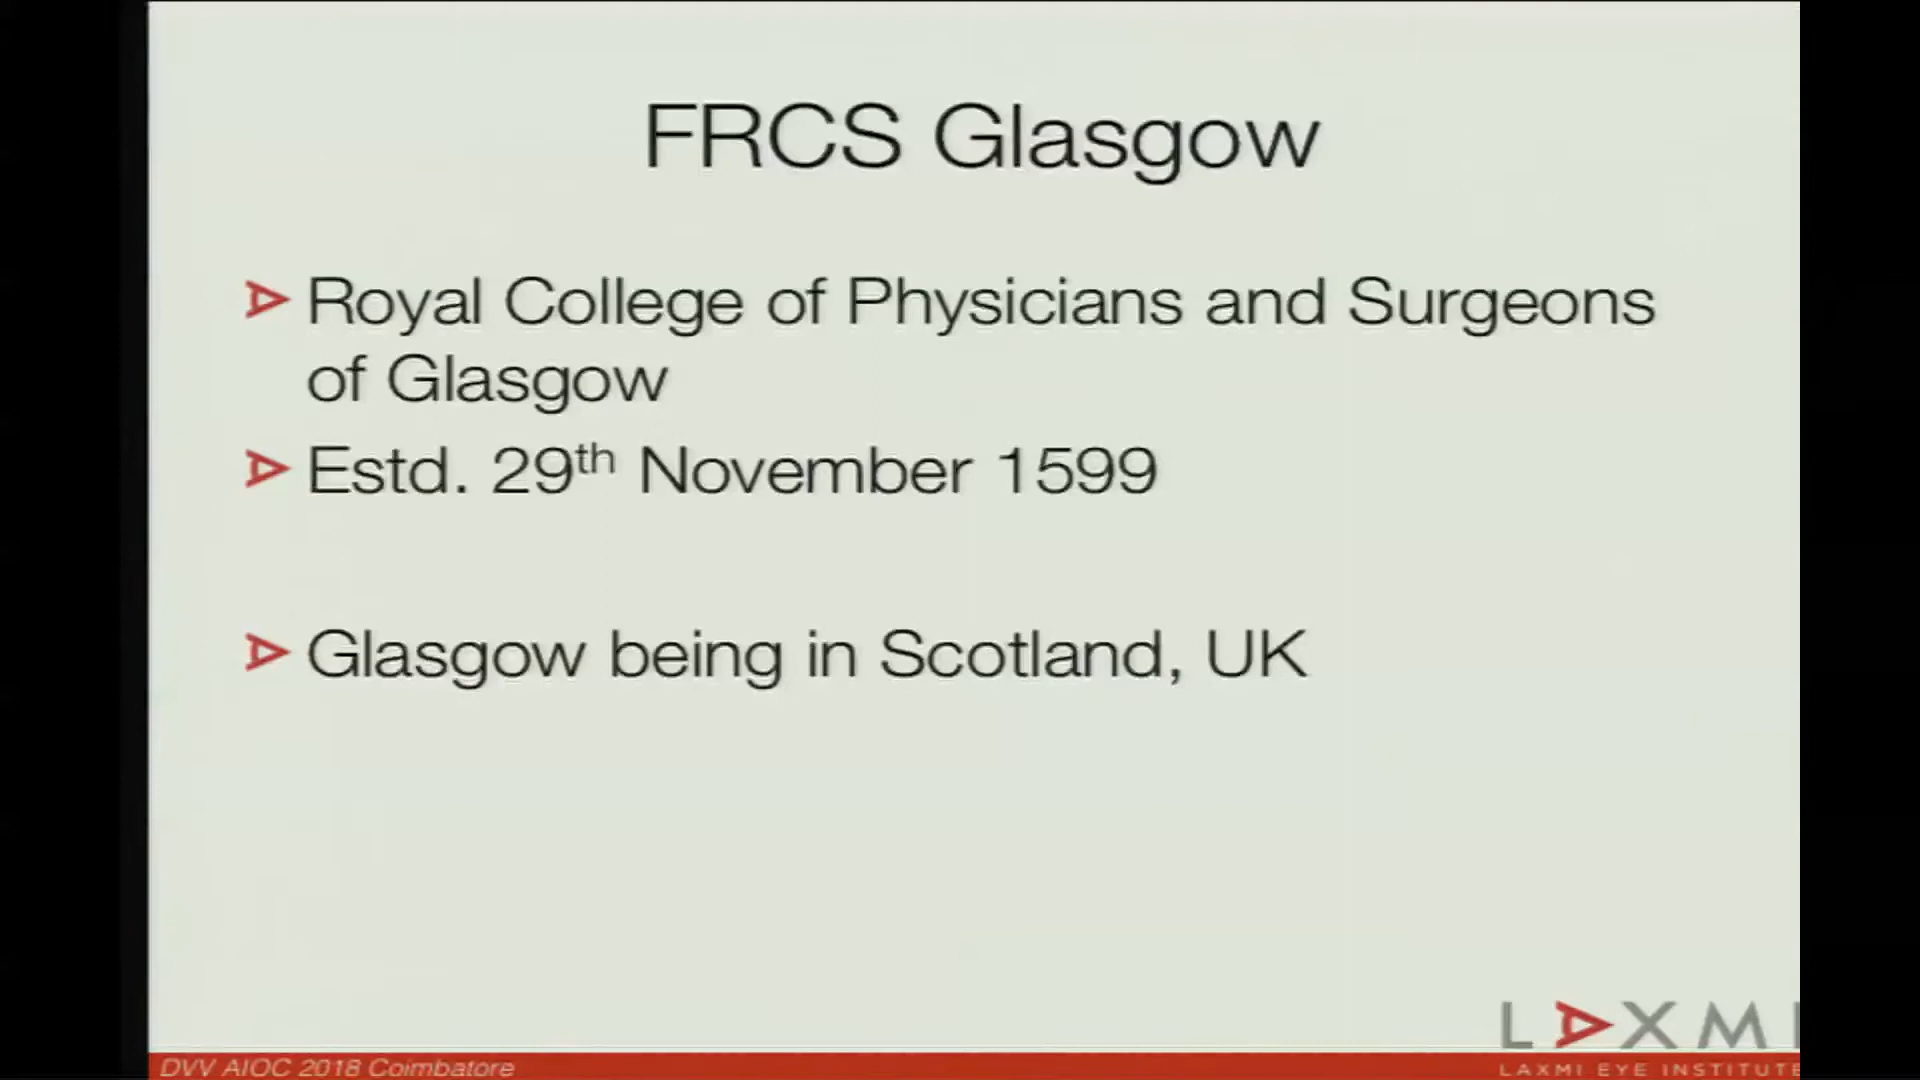 FRCS Glasgow
Royal College of Physicians and Surgeons
of Glasgow
Estd. 29th November 1599
Glasgow being in Scotland, UK
LAXMI
LAXMI EYE INSTITUTE
DVV AIOC 2018 Coimbatore